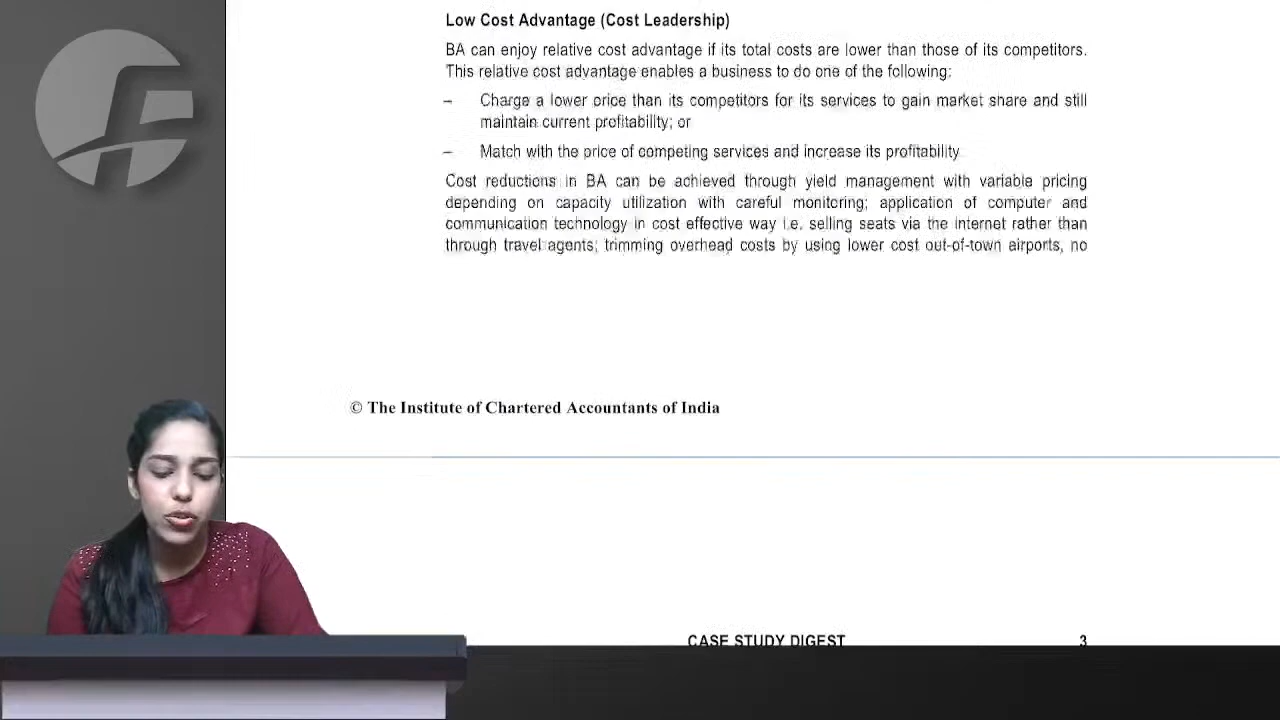 Low Cost Advantage (Cost Leadership)
BA can enjoy relative cost advantage if its total costs are lower than those of its competitors.
This relative cost advantage enables a business to do one of the following:
– Charge a lower price than its competitors for its services to gain market share and still
maintain current profitability; or
– Match with the price of competing services and increase its profitability
Cost reductions in BA can be achieved through yield management with variable pricing
depending on capacity utilization with careful monitoring; application of computer and
communication technology in cost effective way i.e. selling seats via the internet rather than
through travel agents; trimming overhead costs by using lower cost out-of-town airports, no
© The Institute of Chartered Accountants of India
CASE STUDY DIGEST 3